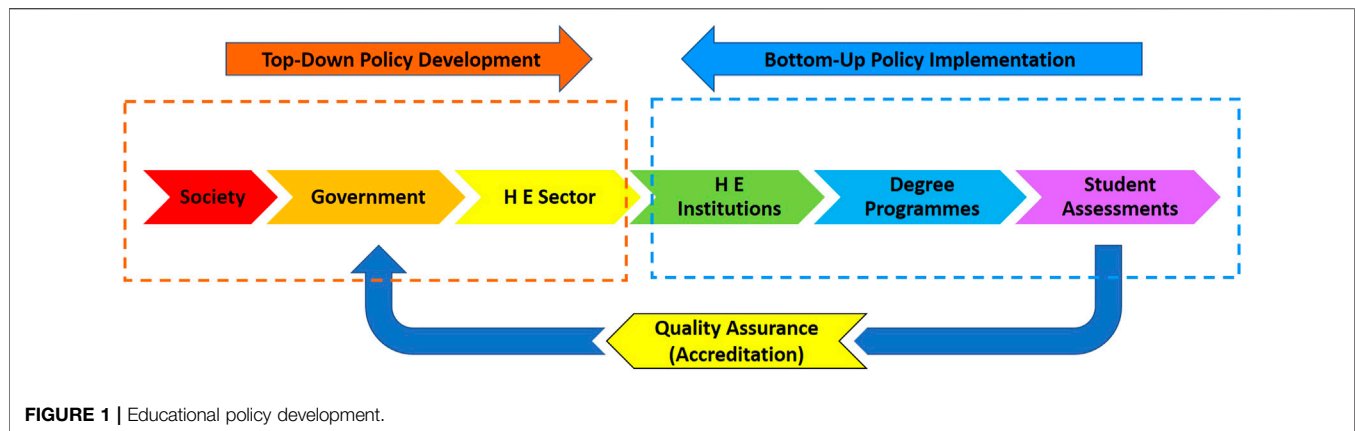 Top-Down Policy Development
Bottom-Up Policy Implementation
Society
Government
H E Sector
H E
Institutions
Degree
Programmes
Student
Assessments
Quality Assurance
(Accreditation)
FIGURE 1 | Educational policy development.